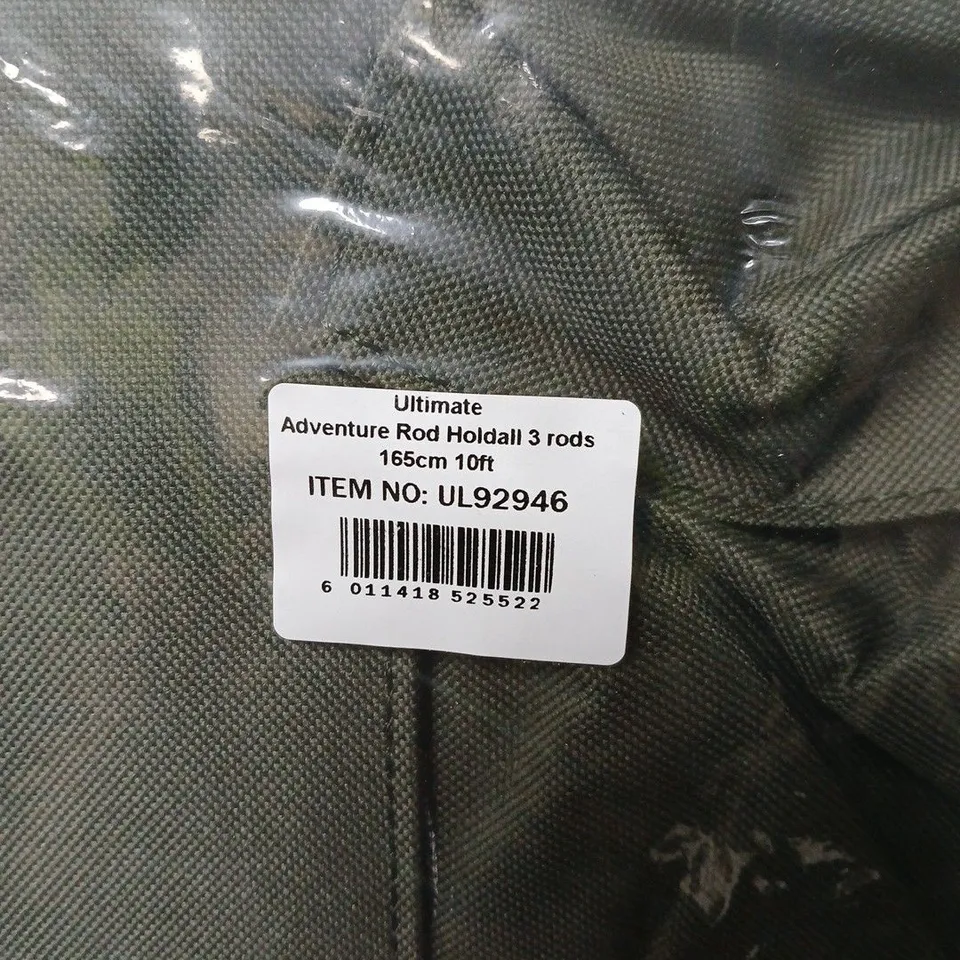 Ultimate
Adventure Rod Holdall 3 rods
165cm 10ft
ITEM NO: UL92946
6 011418 525522